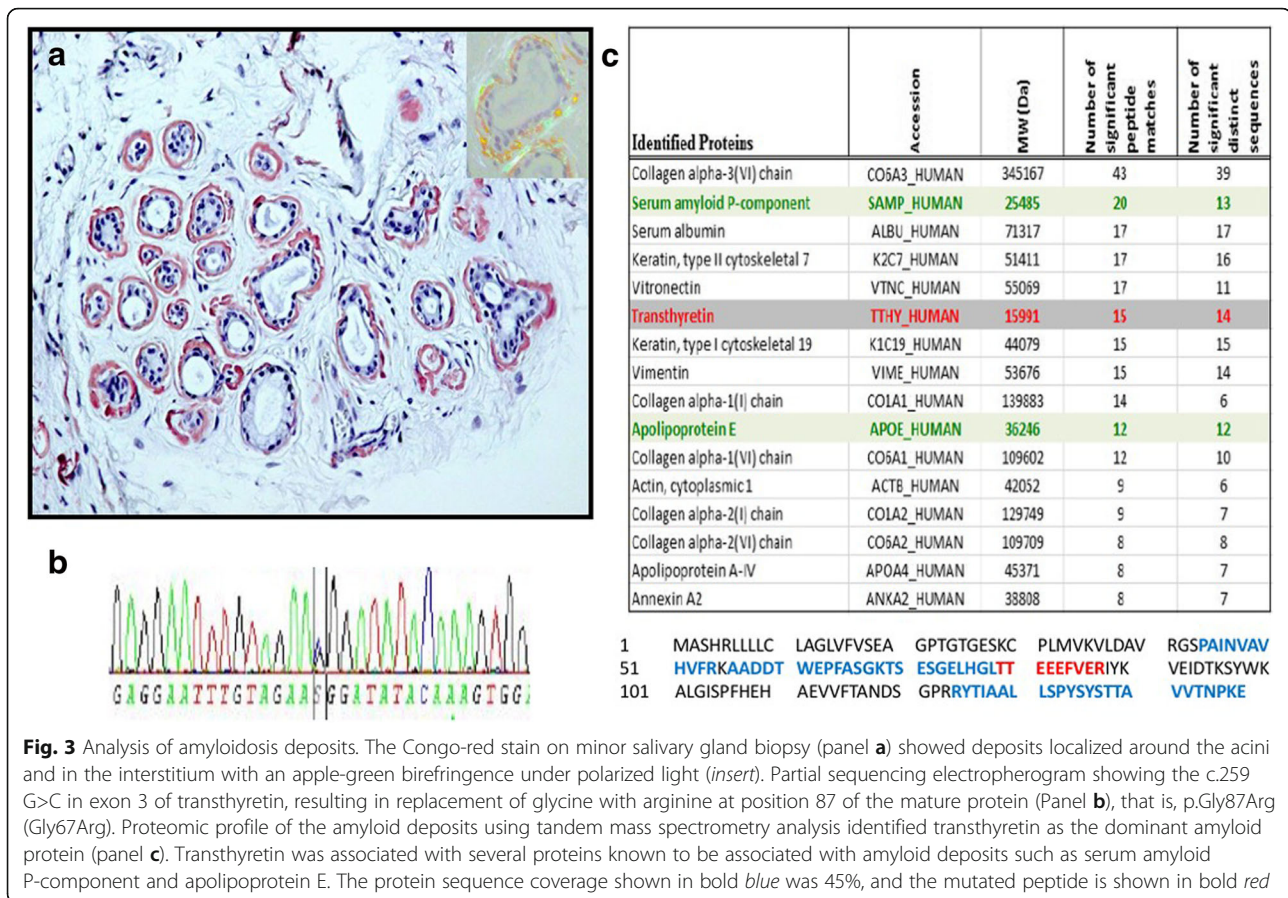 a
b
c
Identified Proteins Accession MW (Da) Number of significant peptide matches Number of significant distinct sequences
Collagen alpha-3(VI) chain CO6A3_HUMAN 345167 43 39
Serum amyloid P-component SAMP_HUMAN 25485 20 13
Serum albumin ALBU_HUMAN 71317 17 17
Keratin, type II cytoskeletal 7 K2C7_HUMAN 51411 17 16
Vitronectin VTNC_HUMAN 55069 17 11
Transthyretin TTHY_HUMAN 15991 15 14
Keratin, type I cytoskeletal 19 K1C19_HUMAN 44079 15 15
Vimentin VIME_HUMAN 53676 15 14
Collagen alpha-1(I) chain CO1A1_HUMAN 139883 14 6
Apolipoprotein E APOE_HUMAN 36246 12 12
Collagen alpha-1(VI) chain CO6A1_HUMAN 109602 12 10
Actin, cytoplasmic 1 ACTB_HUMAN 42052 9 6
Collagen alpha-2(I) chain CO1A2_HUMAN 129749 9 7
Collagen alpha-2(VI) chain CO6A2_HUMAN 109709 8 8
Apolipoprotein A-IV APOA4_HUMAN 45371 8 7
Annexin A2 ANXA2_HUMAN 38808 8 7
GAGGAATTTGTAGAASGGATATACAAAGTGGA
1 MASHRLLLLC LAGLVFVSEA GPTGTGESKC PLMVKVLDAV RGSPAINVAV
51 HVFRKAADDT WEPFASGKTS ESGELHGLTT EEEFVERIYK VEIDTKSYWK
101 ALGISPFHEH AEVVFTANDS GPRRYTIAAL LSPYSYSTTA VVTNPKE
Fig. 3 Analysis of amyloidosis deposits. The Congo-red stain on minor salivary gland biopsy (panel a) showed deposits localized around the acini
and in the interstitium with an apple-green birefringence under polarized light (insert). Partial sequencing electropherogram showing the c.259
G>C in exon 3 of transthyretin, resulting in replacement of glycine with arginine at position 87 of the mature protein (Panel b), that is, p.Gly87Arg
(Gly67Arg). Proteomic profile of the amyloid deposits using tandem mass spectrometry analysis identified transthyretin as the dominant amyloid
protein (panel c). Transthyretin was associated with several proteins known to be associated with amyloid deposits such as serum amyloid
P-component and apolipoprotein E. The protein sequence coverage shown in bold blue was 45%, and the mutated peptide is shown in bold red